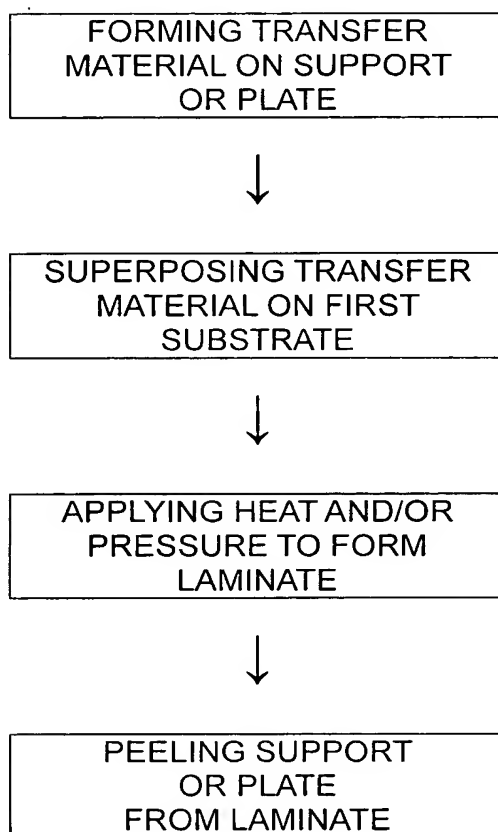 FORMING TRANSFER
MATERIAL ON SUPPORT
OR PLATE
SUPERPOSING TRANSFER
MATERIAL ON FIRST
SUBSTRATE
APPLYING HEAT AND/OR
PRESSURE TO FORM
LAMINATE
PEELING SUPPORT
OR PLATE
FROM LAMINATE